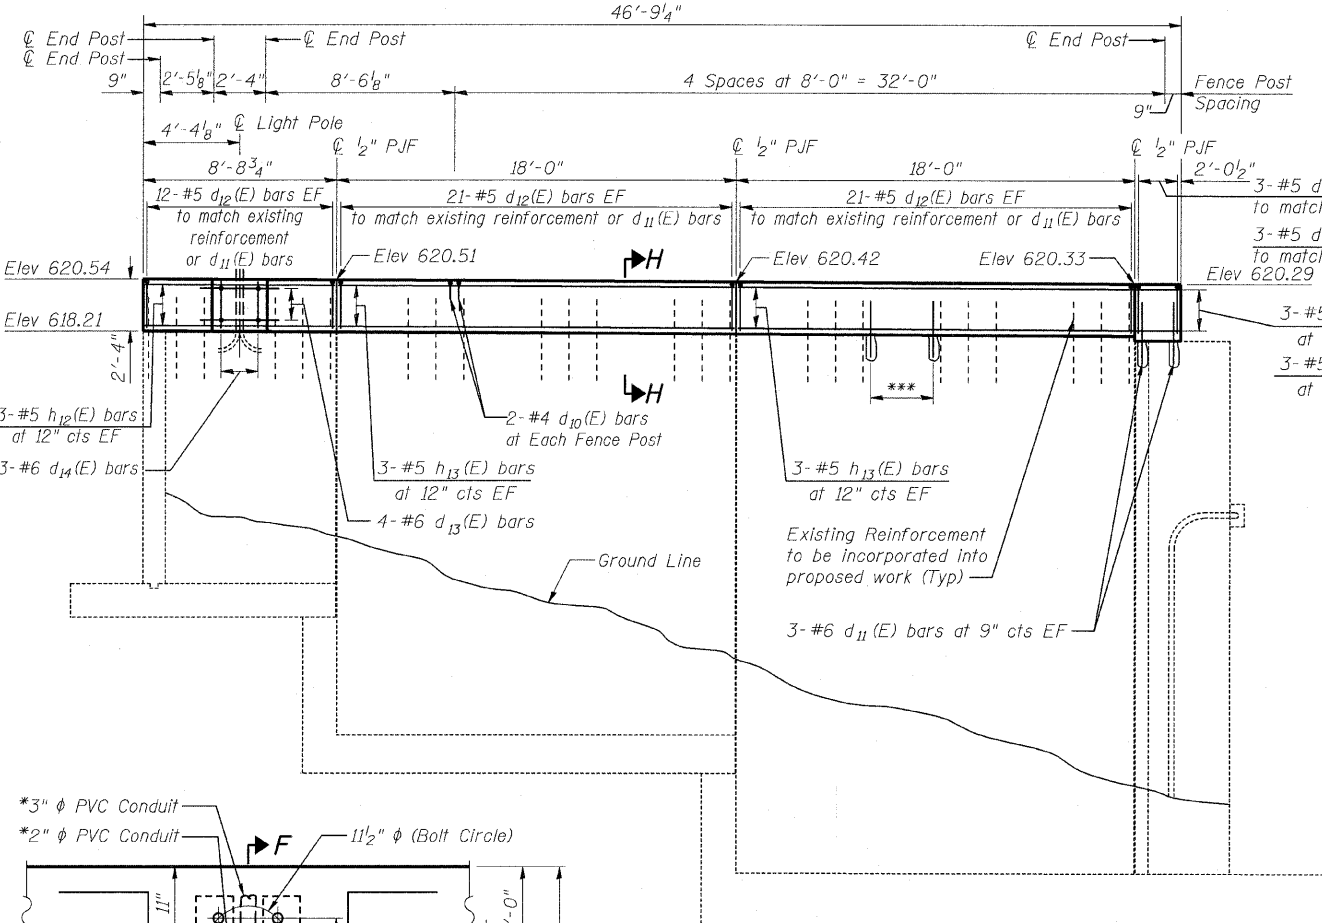 46'-9¼"
℄ End Post
℄ End Post
℄ End Post
℄ End Post
9"
2'-5⅛"
2'-4"
8'-6⅛"
4 Spaces at 8'-0" = 32'-0"
9"
Fence Post
Spacing
4'-4⅛"
℄ Light Pole
℄ ½" PJF
℄ ½" PJF
℄ ½" PJF
8'-8¾"
18'-0"
18'-0"
2'-0½"
12-#5 d12(E) bars EF
to match existing
reinforcement
or d11(E) bars
21-#5 d12(E) bars EF
to match existing reinforcement or d11(E) bars
21-#5 d12(E) bars EF
to match existing reinforcement or d11(E) bars
3-#5 d
to match
3-#5 d
to match
Elev 620.54
Elev 620.51
H
Elev 620.42
Elev 620.33
Elev 620.29
Elev 618.21
2'-4"
H
***
3-#5
at
3-#5
at
3-#5 h12(E) bars
at 12" cts EF
2-#4 d10(E) bars
at Each Fence Post
3-#6 d14(E) bars
3-#5 h13(E) bars
at 12" cts EF
3-#5 h13(E) bars
at 12" cts EF
4-#6 d13(E) bars
Existing Reinforcement
to be incorporated into
proposed work (Typ)
Ground Line
3-#6 d11(E) bars at 9" cts EF
*3" ϕ PVC Conduit
*2" ϕ PVC Conduit
F
11½" ϕ (Bolt Circle)
11"
'-0"